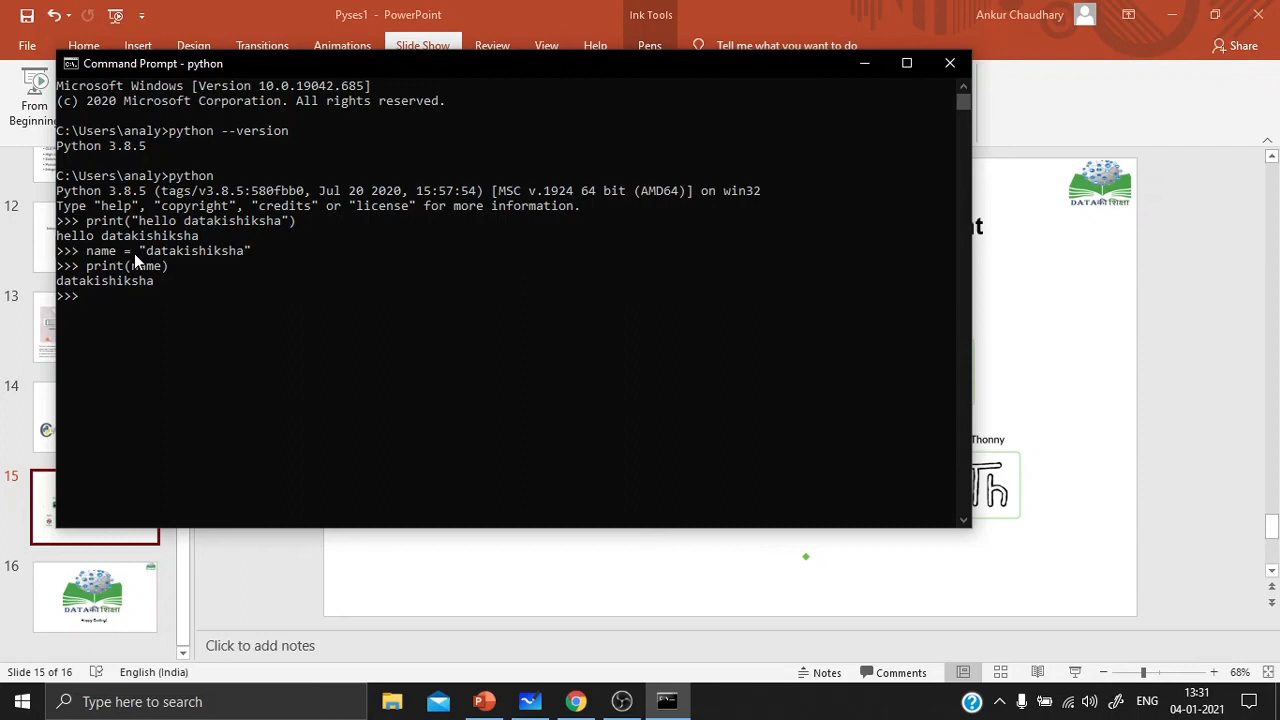 Pyses1 - PowerPoint
Ink Tools
Ankur Chaudhary
File
Home
Insert
Design
Transitions
Animations
Slide Show
Review
View
Help
Pens
Tell me what you want to do
Share
From
Beginning
Command Prompt - python
Microsoft Windows [Version 10.0.19042.685]
(c) 2020 Microsoft Corporation. All rights reserved.
C:\Users\analy>python --version
Python 3.8.5
C:\Users\analy>python
Python 3.8.5 (tags/v3.8.5:580fbb0, Jul 20 2020, 15:57:54) [MSC v.1924 64 bit (AMD64)] on win32
Type "help", "copyright", "credits" or "license" for more information.
>>> print("hello datakishiksha")
hello datakishiksha
>>> name = "datakishiksha"
>>> print(name)
datakishiksha
>>>
DATAकी शिक्षा
Thonny
Th
12
13
14
15
16
DATAकी शिक्षा
Click to add notes
Slide 15 of 16
English (India)
Notes
Comments
68%
Type here to search
ENG
13:31
04-01-2021